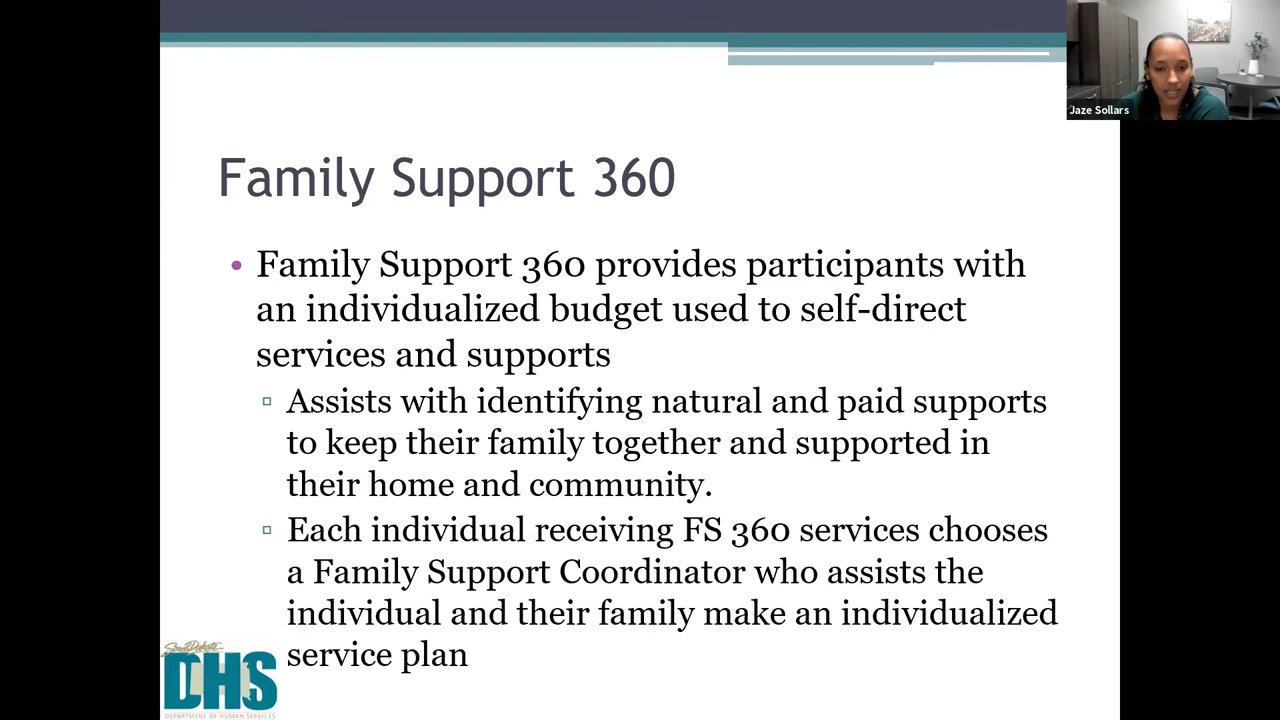 Jaze Sollars
Family Support 360
• Family Support 360 provides participants with
an individualized budget used to self-direct
services and supports
▫ Assists with identifying natural and paid supports
to keep their family together and supported in
their home and community.
▫ Each individual receiving FS 360 services chooses
a Family Support Coordinator who assists the
individual and their family make an individualized
service plan
South Dakota
DHS
DEPARTMENT OF HUMAN SERVICES